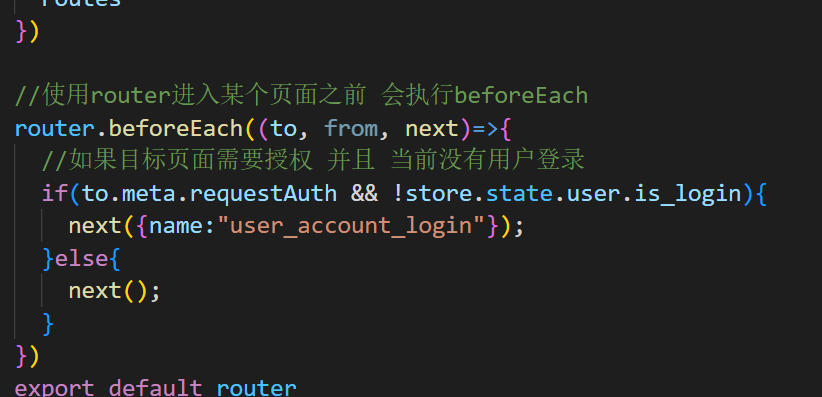 routes
})
//使用router进入某个页面之前 会执行beforeEach
router.beforeEach((to, from, next)=>{
//如果目标页面需要授权 并且 当前没有用户登录
if(to.meta.requestAuth && !store.state.user.is_login){
next({name:"user_account_login"});
}else{
next();
}
})
export default router